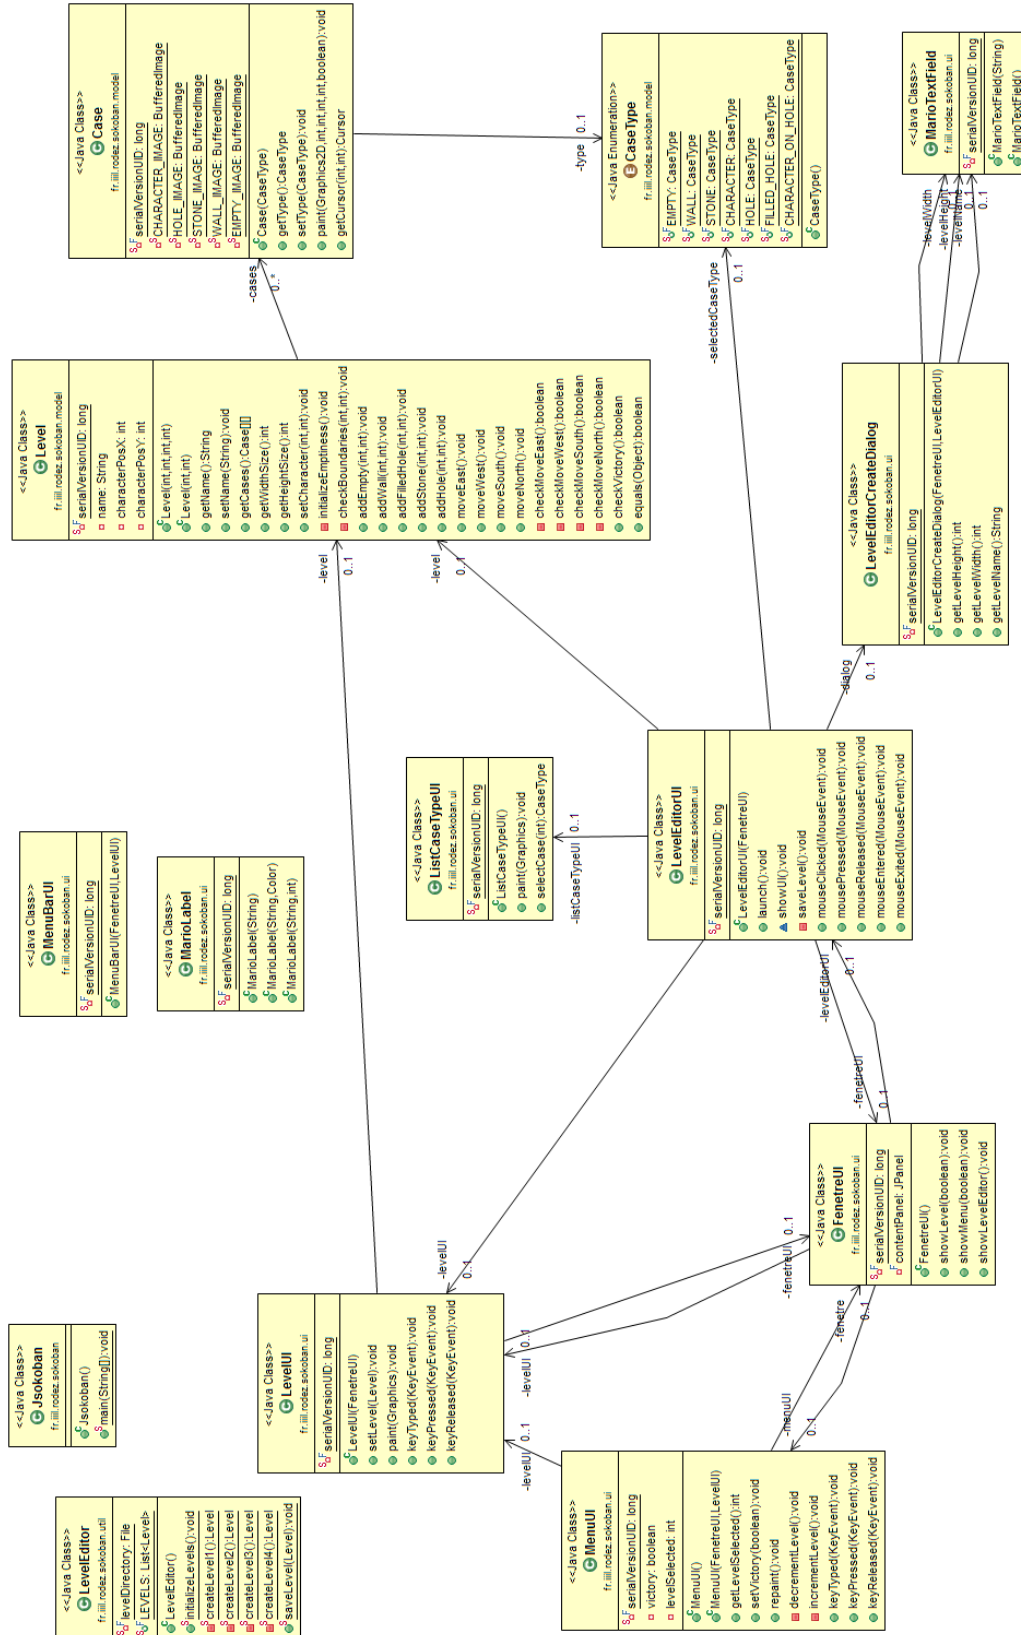 <<Java Class>>
LevelEditor
fr.iiil.rodez.sokoban.util
levelDirectory: File
LEVELS: List<Level>
LevelEditor()
initializeLevels():void
createLevel1():Level
createLevel2():Level
createLevel3():Level
createLevel4():Level
saveLevel(Level):void
<<Java Class>>
Jsokoban
fr.iiil.rodez.sokoban
Jsokoban()
main(String[]):void
<<Java Class>>
MenuBarUI
fr.iiil.rodez.sokoban.ui
serialVersionUID: long
MenuBarUI(FenetreUI,LevelUI)
<<Java Class>>
MarioLabel
fr.iiil.rodez.sokoban.ui
serialVersionUID: long
MarioLabel(String)
MarioLabel(String,Color)
MarioLabel(String,int)
<<Java Class>>
Level
fr.iiil.rodez.sokoban.model
serialVersionUID: long
name: String
characterPosX: int
characterPosY: int
Level(int,int,int,int)
Level(int,int)
getName():String
setName(String):void
getCases():Case[][]
getWidthSize():int
getHeightSize():int
setCharacter(int,int):void
initializeEmptiness():void
checkBoundaries(int,int):void
addEmpty(int,int):void
addWall(int,int):void
addFilledHole(int,int):void
addStone(int,int):void
addHole(int,int):void
moveEast():void
moveWest():void
moveSouth():void
moveNorth():void
checkMoveEast():boolean
checkMoveWest():boolean
checkMoveSouth():boolean
checkMoveNorth():boolean
checkVictory():boolean
equals(Object):boolean
-cases
0..*
<<Java Class>>
Case
fr.iiil.rodez.sokoban.model
serialVersionUID: long
CHARACTER_IMAGE: BufferedImage
HOLE_IMAGE: BufferedImage
STONE_IMAGE: BufferedImage
WALL_IMAGE: BufferedImage
EMPTY_IMAGE: BufferedImage
Case(CaseType)
getType():CaseType
setType(CaseType):void
paint(Graphics2D,int,int,int,int,boolean):void
getCursor(int,int):Cursor
-type 0..1
<<Java Class>>
LevelUI
fr.iiil.rodez.sokoban.ui
serialVersionUID: long
LevelUI(FenetreUI)
setLevel(Level):void
paint(Graphics):void
keyTyped(KeyEvent):void
keyPressed(KeyEvent):void
keyReleased(KeyEvent):void
-level
0..1
-level
0..1
-levelUI
0..1
-levelUI 0..1
-levelUI 0..1
<<Java Class>>
ListCaseTypeUI
fr.iiil.rodez.sokoban.ui
serialVersionUID: long
ListCaseTypeUI()
paint(Graphics):void
selectCase(int):CaseType
-listCaseTypeUI 0..1
<<Java Enumeration>>
CaseType
fr.iiil.rodez.sokoban.model
EMPTY: CaseType
WALL: CaseType
STONE: CaseType
CHARACTER: CaseType
HOLE: CaseType
FILLED_HOLE: CaseType
CHARACTER_ON_HOLE: CaseType
CaseType()
-selectedCaseType
0..1
<<Java Class>>
MenuUI
fr.iiil.rodez.sokoban.ui
serialVersionUID: long
victory: boolean
levelSelected: int
MenuUI()
MenuUI(FenetreUI,LevelUI)
getLevelSelected():int
setVictory(boolean):void
repaint():void
decrementLevel():void
incrementLevel():void
keyTyped(KeyEvent):void
keyPressed(KeyEvent):void
keyReleased(KeyEvent):void
-menuUI
0..1
-fenetre
0..1
-fenetreUI 0..1
<<Java Class>>
FenetreUI
fr.iiil.rodez.sokoban.ui
serialVersionUID: long
contentPanel: JPanel
FenetreUI()
showLevel(boolean):void
showMenu(boolean):void
showLevelEditor():void
-fenetreUI
0..1
-levelEditorUI
0..1
<<Java Class>>
LevelEditorUI
fr.iiil.rodez.sokoban.ui
serialVersionUID: long
LevelEditorUI(FenetreUI)
launch():void
showUI():void
saveLevel():void
mouseClicked(MouseEvent):void
mousePressed(MouseEvent):void
mouseReleased(MouseEvent):void
mouseEntered(MouseEvent):void
mouseExited(MouseEvent):void
-dialog
0..1
<<Java Class>>
LevelEditorCreateDialog
fr.iiil.rodez.sokoban.ui
serialVersionUID: long
LevelEditorCreateDialog(FenetreUI,LevelEditorUI)
getLevelHeight():int
getLevelWidth():int
getLevelName():String
-levelWidth
0..1
-levelHeight
0..1
-levelName
0..1
<<Java Class>>
MarioTextField
fr.iiil.rodez.sokoban.ui
serialVersionUID: long
MarioTextField(String)
MarioTextField()